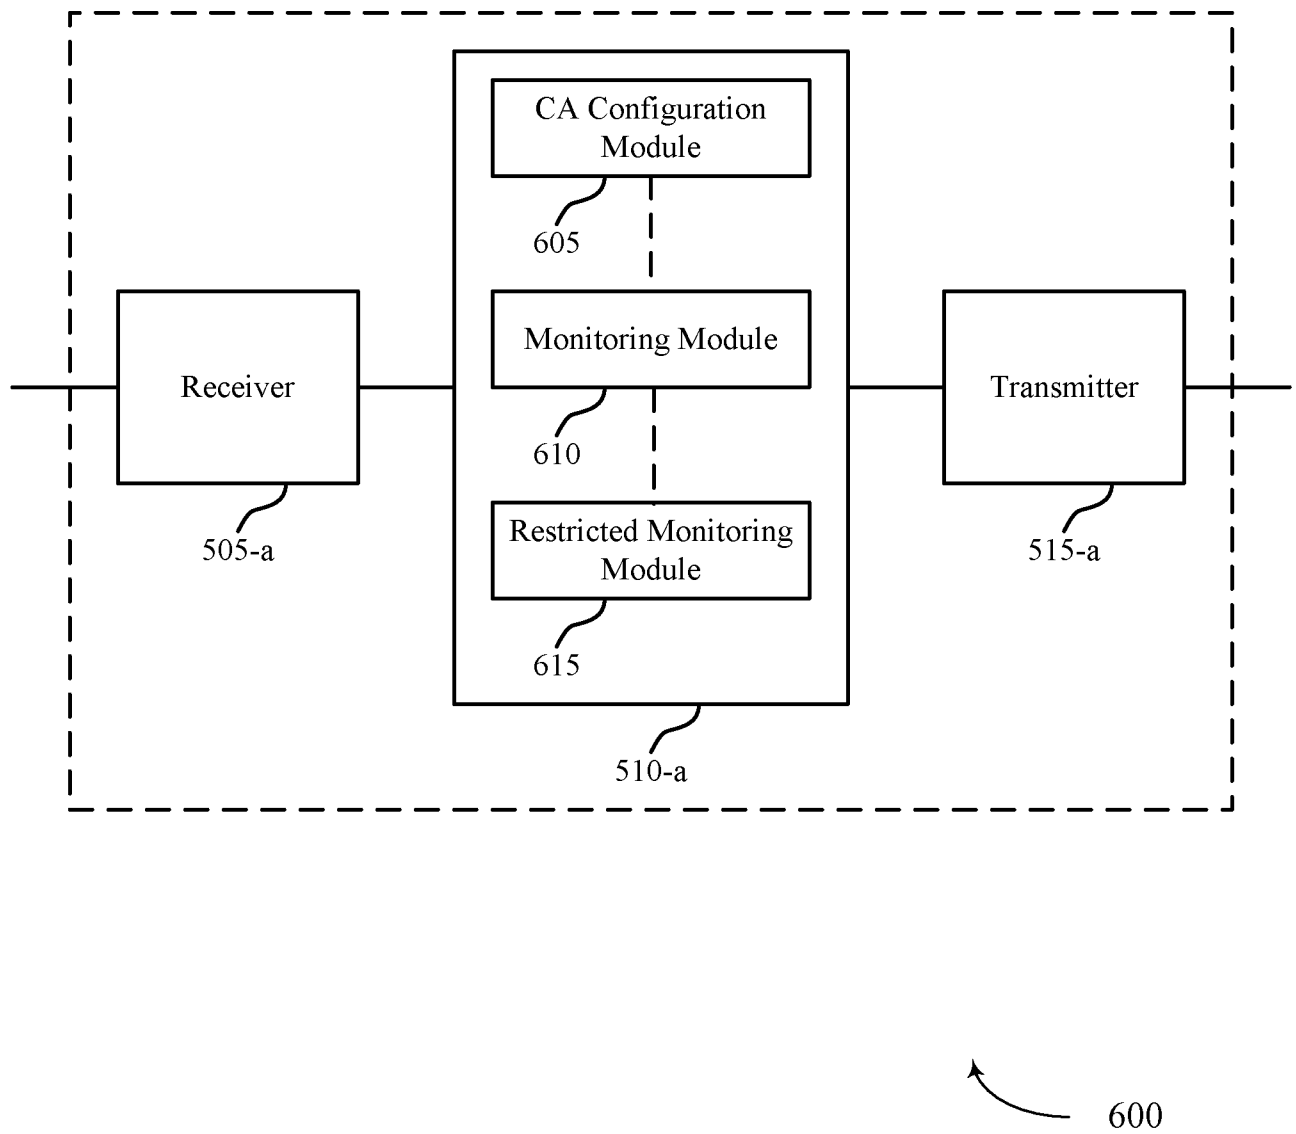 CA Configuration
Module
605
Monitoring Module
610
Restricted Monitoring
Module
615
510-a
Receiver
505-a
Transmitter
515-a
600